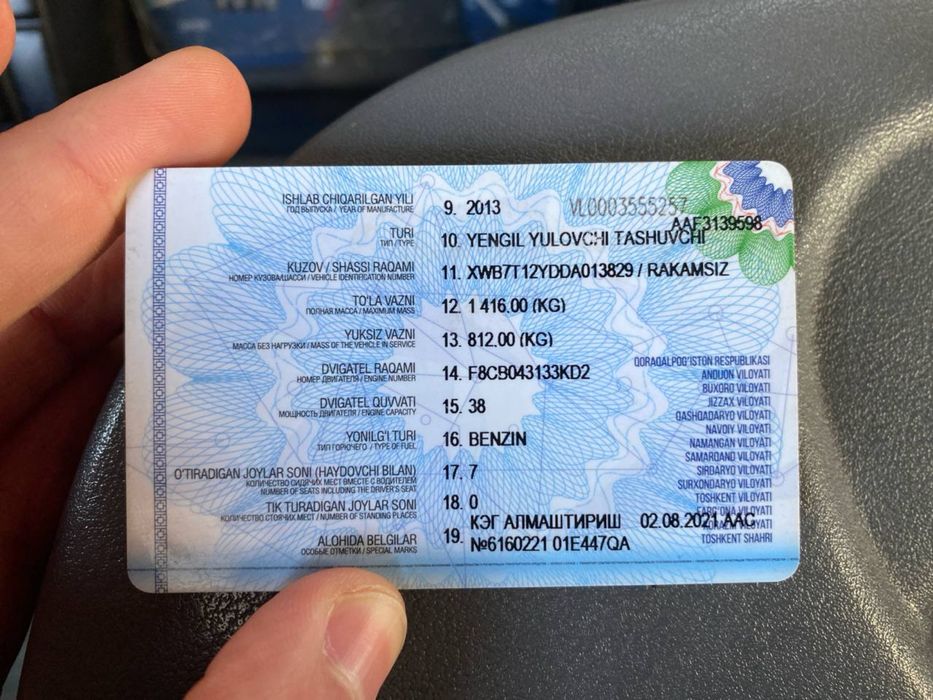 ISHLAB CHIQARILGAN YILI
ГОД ВЫПУСКА / YEAR OF MANUFACTURE
9. 2013
VL0003555257
AAF3139598
TURI
ТИП / TYPE
10. YENGIL YULOVCHI TASHUVCHI
KUZOV / SHASSI RAQAMI
НОМЕР КУЗОВА/ШАССИ / VEHICLE IDENTIFICATION NUMBER
11. XWB7T12YDDA013829 / RAKAMSIZ
TO'LA VAZNI
ПОЛНАЯ МАССА / MAXIMUM MASS
12. 1 416.00 (KG)
YUKSIZ VAZNI
МАССА БЕЗ НАГРУЗКИ / MASS OF THE VEHICLE IN SERVICE
13. 812.00 (KG)
DVIGATEL RAQAMI
НОМЕР ДВИГАТЕЛЯ / ENGINE NUMBER
14. F8CB043133KD2
DVIGATEL QUVVATI
МОЩНОСТЬ ДВИГАТЕЛЯ / ENGINE CAPACITY
15. 38
YONILG'I TURI
ТИП ГОРЮЧЕГО / TYPE OF FUEL
16. BENZIN
O'TIRADIGAN JOYLAR SONI (HAYDOVCHI BILAN)
КОЛИЧЕСТВО СИДЯЧИХ МЕСТ ВМЕСТЕ С ВОДИТЕЛЕМ
NUMBER OF SEATS INCLUDING THE DRIVER'S SEAT
17. 7
TIK TURADIGAN JOYLAR SONI
КОЛИЧЕСТВО СТОЯЧИХ МЕСТ / NUMBER OF STANDING PLACES
18. 0
ALOHIDA BELGILAR
ОСОБЫЕ ОТМЕТКИ / SPECIAL MARKS
19. КЭГ АЛМАШТИРИШ 02.08.2021 ААС
№6160221 01E447QA
QORAQALPOG'ISTON RESPUBLIKASI
ANDIJON VILOYATI
BUXORO VILOYATI
JIZZAX VILOYATI
QASHQADARYO VILOYATI
NAVOIY VILOYATI
NAMANGAN VILOYATI
SAMARQAND VILOYATI
SIRDARYO VILOYATI
SURXONDARYO VILOYATI
TOSHKENT VILOYATI
FARG'ONA VILOYATI
XORAZM VILOYATI
TOSHKENT SHAHRI